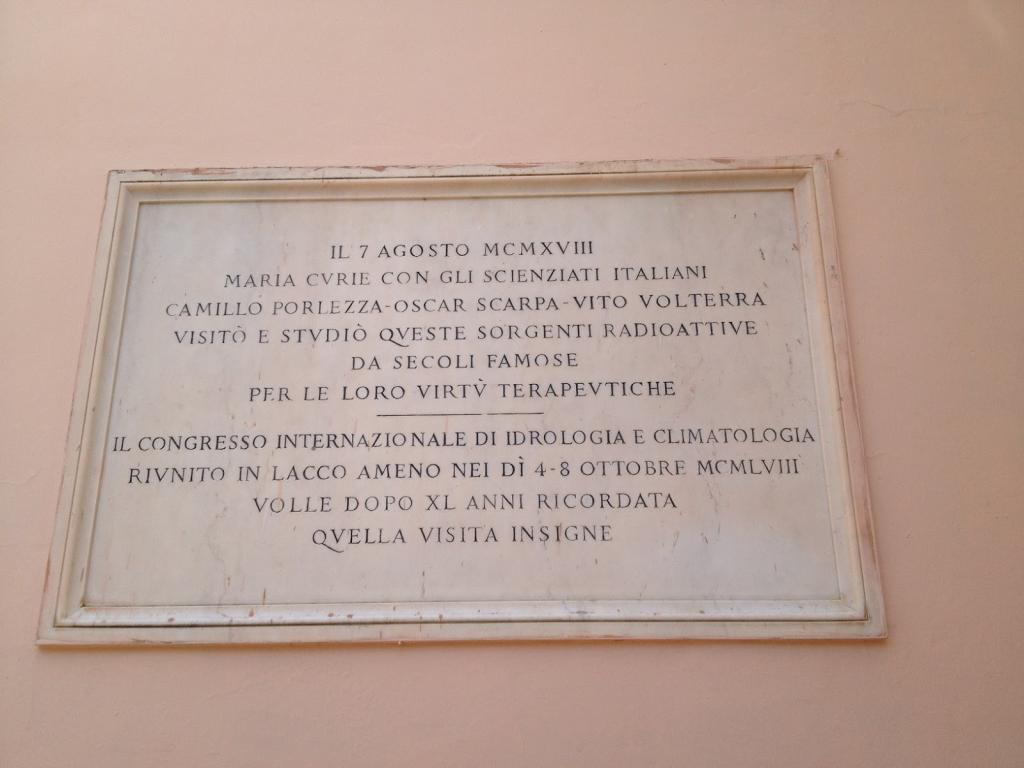 IL 7 AGOSTO MCMXVIII
MARIA CVRIE CON GLI SCIENZIATI ITALIANI
CAMILLO PORLEZZA-OSCAR SCARPA-VITO VOLTERRA
VISITÒ E STVDIÒ QVESTE SORGENTI RADIOATTIVE
DA SECOLI FAMOSE
PER LE LORO VIRTV̀ TERAPEVTICHE
IL CONGRESSO INTERNAZIONALE DI IDROLOGIA E CLIMATOLOGIA
RIVNITO IN LACCO AMENO NEI DÌ 4-8 OTTOBRE MCMLVIII
VOLLE DOPO XL ANNI RICORDATA
QVELLA VISITA INSIGNE